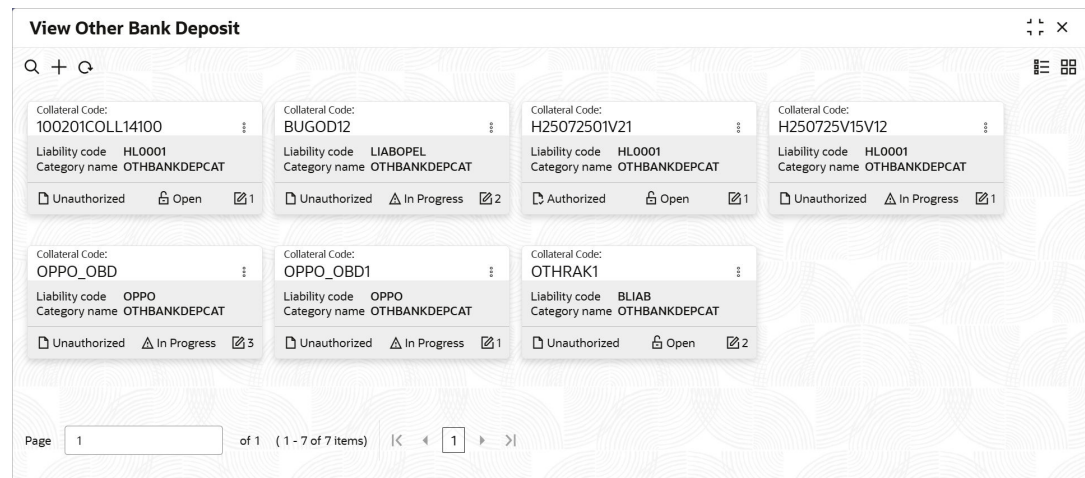 View Other Bank Deposit
Collateral Code:
100201COLL14100
Liability code HL0001
Category name OTHBANKDEPCAT
Unauthorized Open 1
Collateral Code:
BUGOD12
Liability code LIABOPEL
Category name OTHBANKDEPCAT
Unauthorized In Progress 2
Collateral Code:
H25072501V21
Liability code HL0001
Category name OTHBANKDEPCAT
Authorized Open 1
Collateral Code:
H250725V15V12
Liability code HL0001
Category name OTHBANKDEPCAT
Unauthorized In Progress 1
Collateral Code:
OPPO_OBD
Liability code OPPO
Category name OTHBANKDEPCAT
Unauthorized In Progress 3
Collateral Code:
OPPO_OBD1
Liability code OPPO
Category name OTHBANKDEPCAT
Unauthorized In Progress 1
Collateral Code:
OTHRAK1
Liability code BLIAB
Category name OTHBANKDEPCAT
Unauthorized Open 2
Page 1 of 1 ( 1 - 7 of 7 items) 1